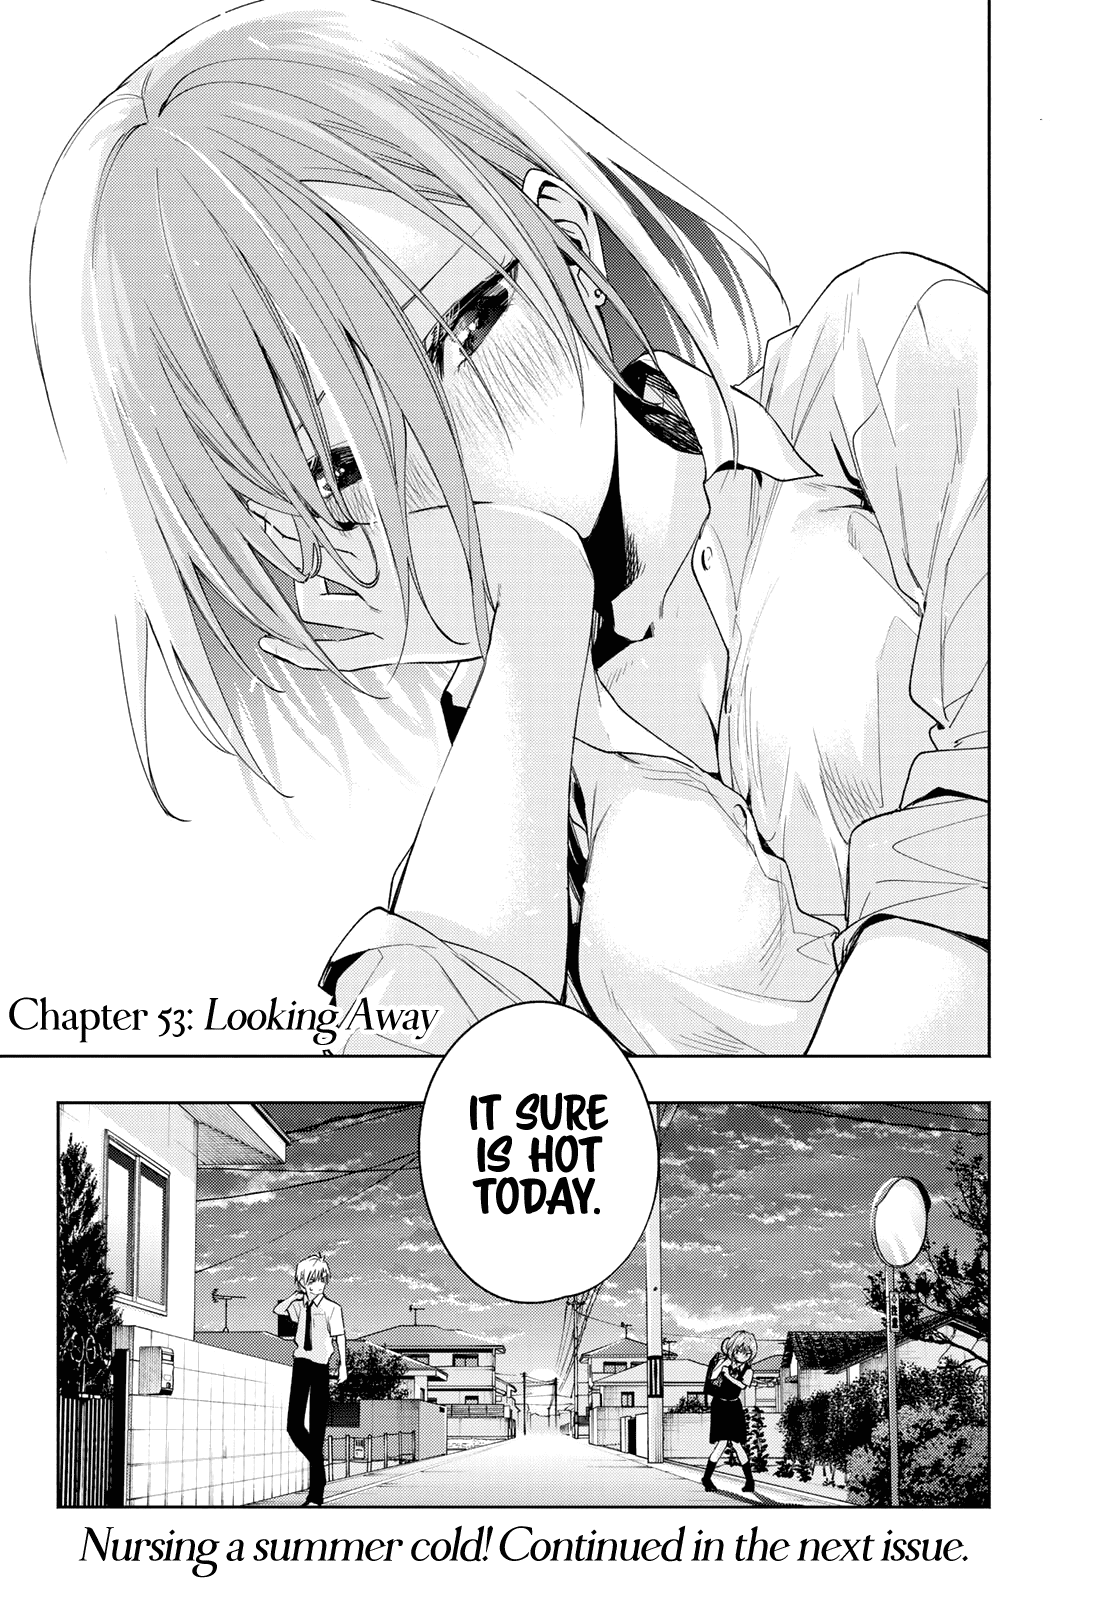 Chapter 53: Looking Away
IT SURE
IS HOT
TODAY.
Nursing a summer cold! Continued in the next issue.